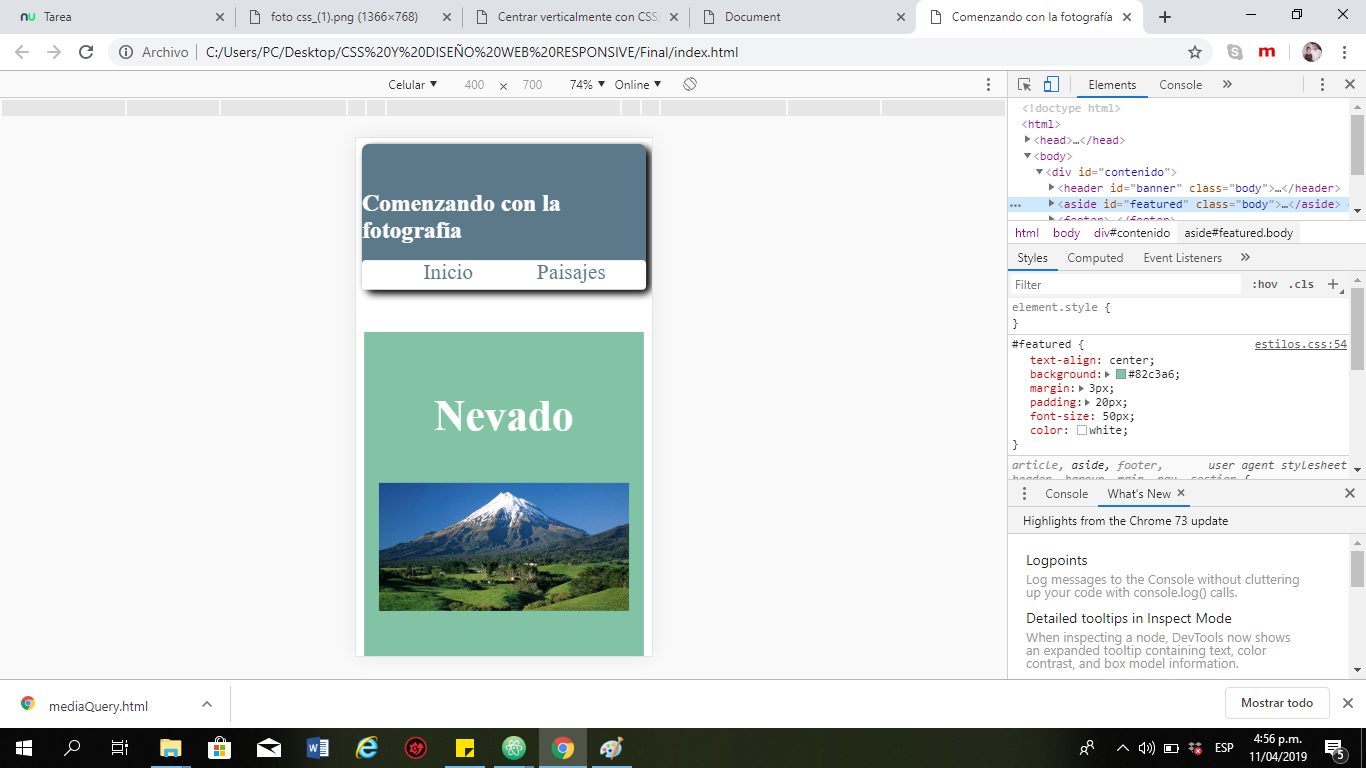 Tarea
foto css_(1).png (1366×768)
Centrar verticalmente con CSS
Document
Comenzando con la fotografía
Archivo
C:/Users/PC/Desktop/CSS%20Y%20DISEÑO%20WEB%20RESPONSIVE/Final/index.html
Celular 400 × 700 74% Online
Elements Console »
<!doctype html>
<html>
<head>…</head>
<body>
<div id="contenido">
<header id="banner" class="body">…</header>
… <aside id="featured" class="body">…</aside> =
<footer> </footer>
html body div#contenido aside#featured.body
Styles Computed Event Listeners »
Filter :hov .cls +
element.style {
}
#featured { estilos.css:54
text-align: center;
background: #82c3a6;
margin: 3px;
padding: 20px;
font-size: 50px;
color: white;
}
article, aside, footer, user agent stylesheet
header, hgroup, main, nav, section {
Console What's New ×
Highlights from the Chrome 73 update
Logpoints
Log messages to the Console without cluttering
up your code with console.log() calls.
Detailed tooltips in Inspect Mode
When inspecting a node, DevTools now shows
an expanded tooltip containing text, color
contrast, and box model information.
Comenzando con la
fotografía
Inicio Paisajes
Nevado
mediaQuery.html
Mostrar todo
ESP
4:56 p.m.
11/04/2019
5